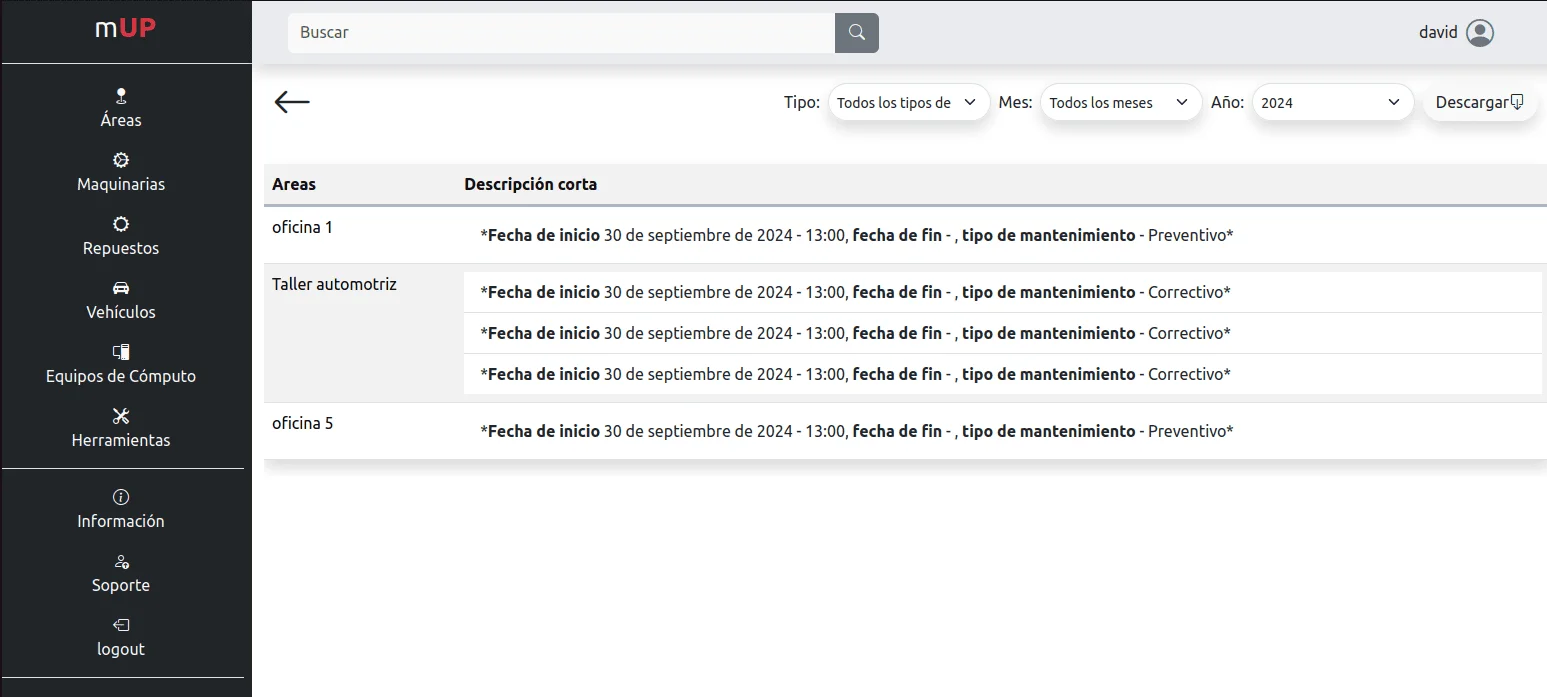 mUP
Buscar
david
Áreas
Maquinarias
Repuestos
Vehículos
Equipos de Cómputo
Herramientas
Información
Soporte
logout
Tipo: Todos los tipos de Mes: Todos los meses Año: 2024 Descargar
Areas Descripción corta
oficina 1 *Fecha de inicio 30 de septiembre de 2024 - 13:00, fecha de fin - , tipo de mantenimiento - Preventivo*
Taller automotriz *Fecha de inicio 30 de septiembre de 2024 - 13:00, fecha de fin - , tipo de mantenimiento - Correctivo*
*Fecha de inicio 30 de septiembre de 2024 - 13:00, fecha de fin - , tipo de mantenimiento - Correctivo*
*Fecha de inicio 30 de septiembre de 2024 - 13:00, fecha de fin - , tipo de mantenimiento - Correctivo*
oficina 5 *Fecha de inicio 30 de septiembre de 2024 - 13:00, fecha de fin - , tipo de mantenimiento - Preventivo*